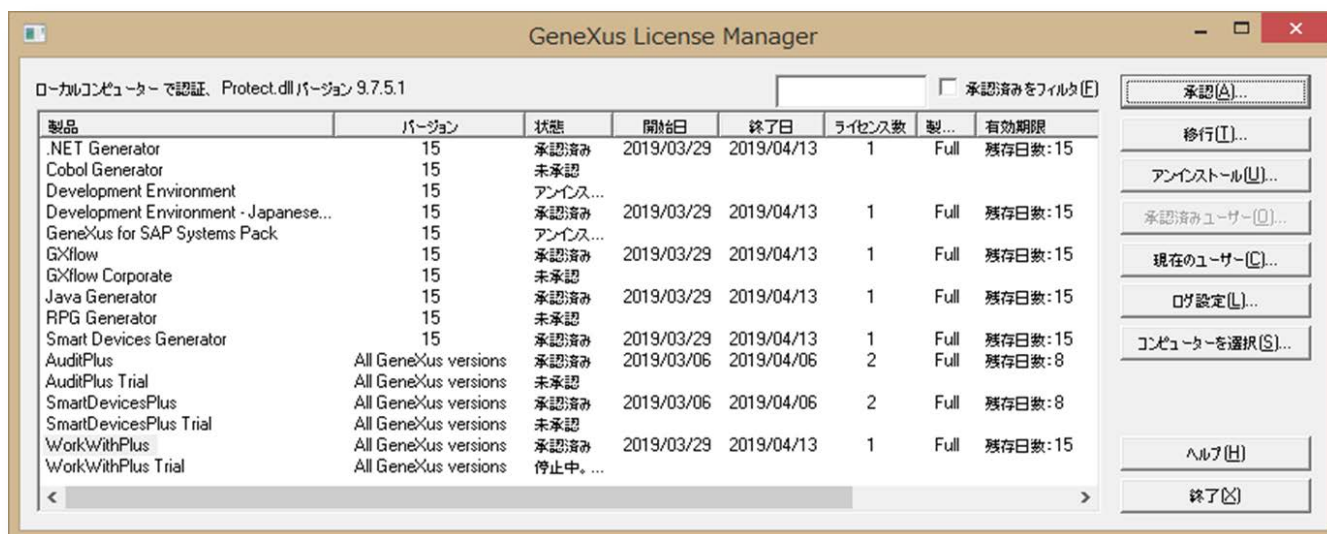 GeneXus License Manager
ローカルコンピューター で認証、Protect.dll バージョン 9.7.5.1 承認済みをフィルタ(F)
製品 バージョン 状態 開始日 終了日 ライセンス数 製... 有効期限
.NET Generator 15 承認済み 2019/03/29 2019/04/13 1 Full 残存日数:15
Cobol Generator 15 未承認
Development Environment 15 アンインス...
Development Environment - Japanese... 15 承認済み 2019/03/29 2019/04/13 1 Full 残存日数:15
GeneXus for SAP Systems Pack 15 アンインス...
GXflow 15 承認済み 2019/03/29 2019/04/13 1 Full 残存日数:15
GXflow Corporate 15 未承認
Java Generator 15 承認済み 2019/03/29 2019/04/13 1 Full 残存日数:15
RPG Generator 15 未承認
Smart Devices Generator 15 承認済み 2019/03/29 2019/04/13 1 Full 残存日数:15
AuditPlus All GeneXus versions 承認済み 2019/03/06 2019/04/06 2 Full 残存日数:8
AuditPlus Trial All GeneXus versions 未承認
SmartDevicesPlus All GeneXus versions 承認済み 2019/03/06 2019/04/06 2 Full 残存日数:8
SmartDevicesPlus Trial All GeneXus versions 未承認
WorkWithPlus All GeneXus versions 承認済み 2019/03/29 2019/04/13 1 Full 残存日数:15
WorkWithPlus Trial All GeneXus versions 停止中。...
承認(A)...
移行(T)...
アンインストール(U)...
承認済みユーザー(O)...
現在のユーザー(C)...
ログ設定(L)...
コンピューターを選択(S)...
ヘルプ(H)
終了(X)